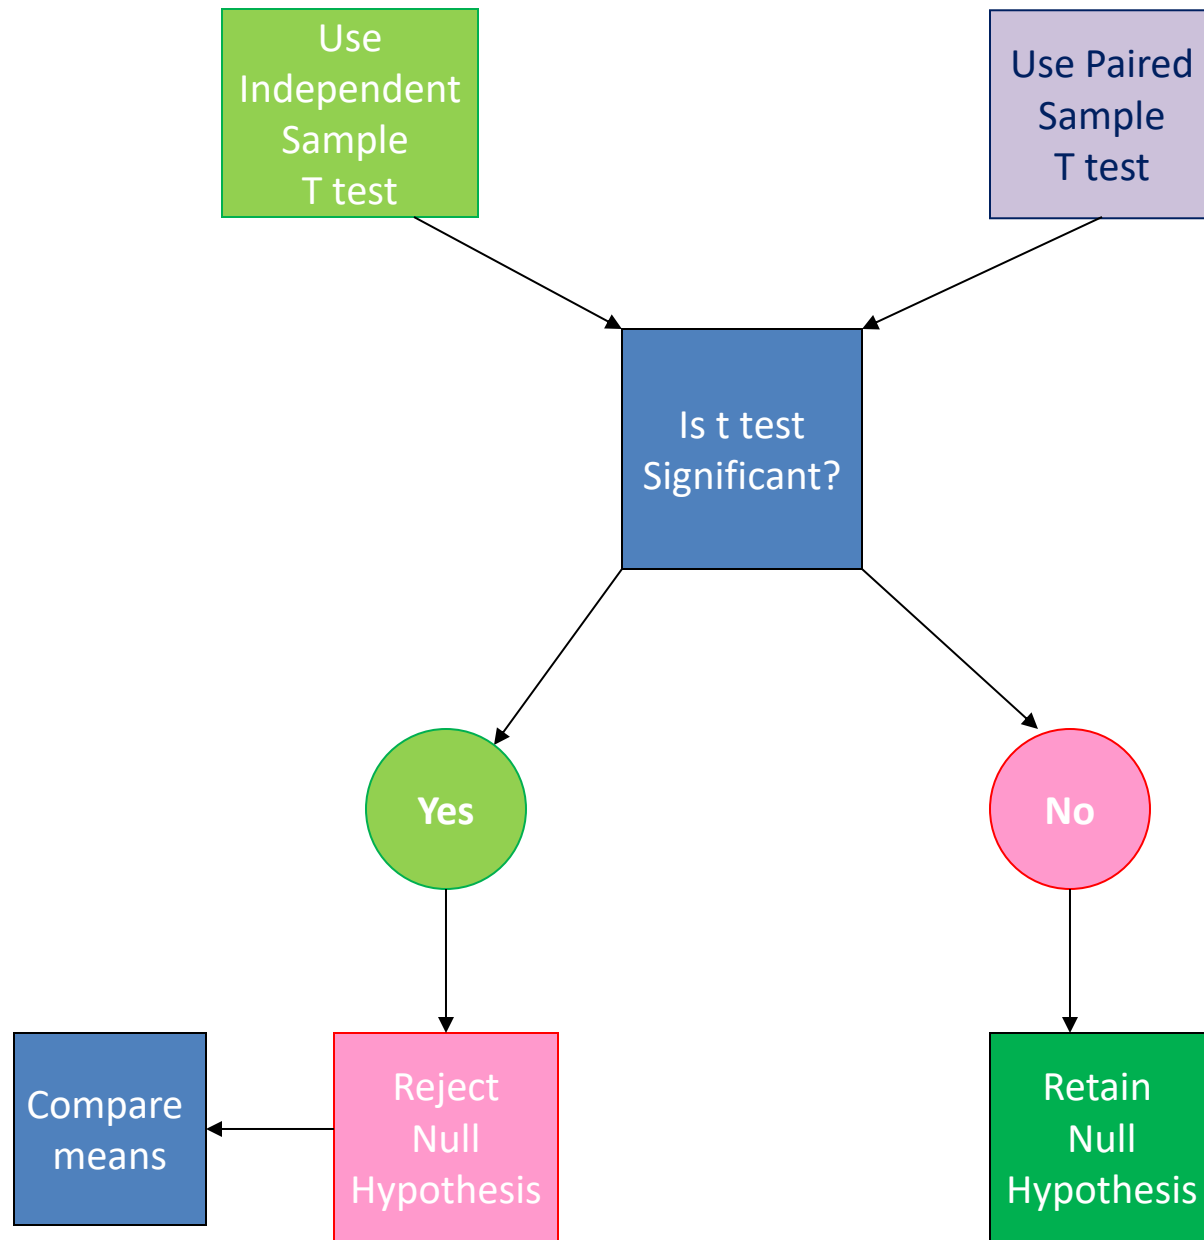 Use
Independent
Sample
T test
Use Paired
Sample
T test
Is t test
Significant?
Yes
No
Compare
means
Reject
Null
Hypothesis
Retain
Null
Hypothesis